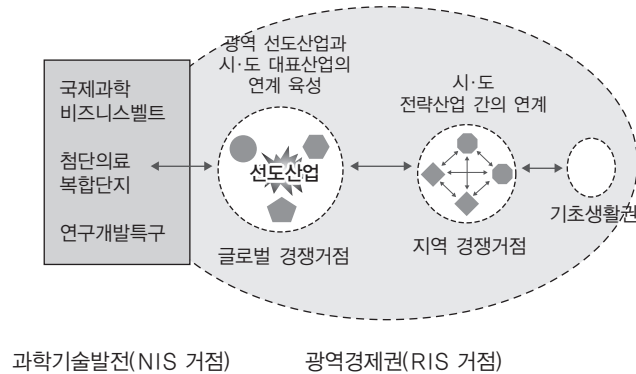 광역 선도산업과
시·도 대표산업의
연계 육성
국제과학
비즈니스벨트
첨단의료
복합단지
연구개발특구
선도산업
글로벌 경쟁거점
시·도
전략산업 간의 연계
지역 경쟁거점
기초생활권
과학기술발전(NIS 거점)
광역경제권(RIS 거점)